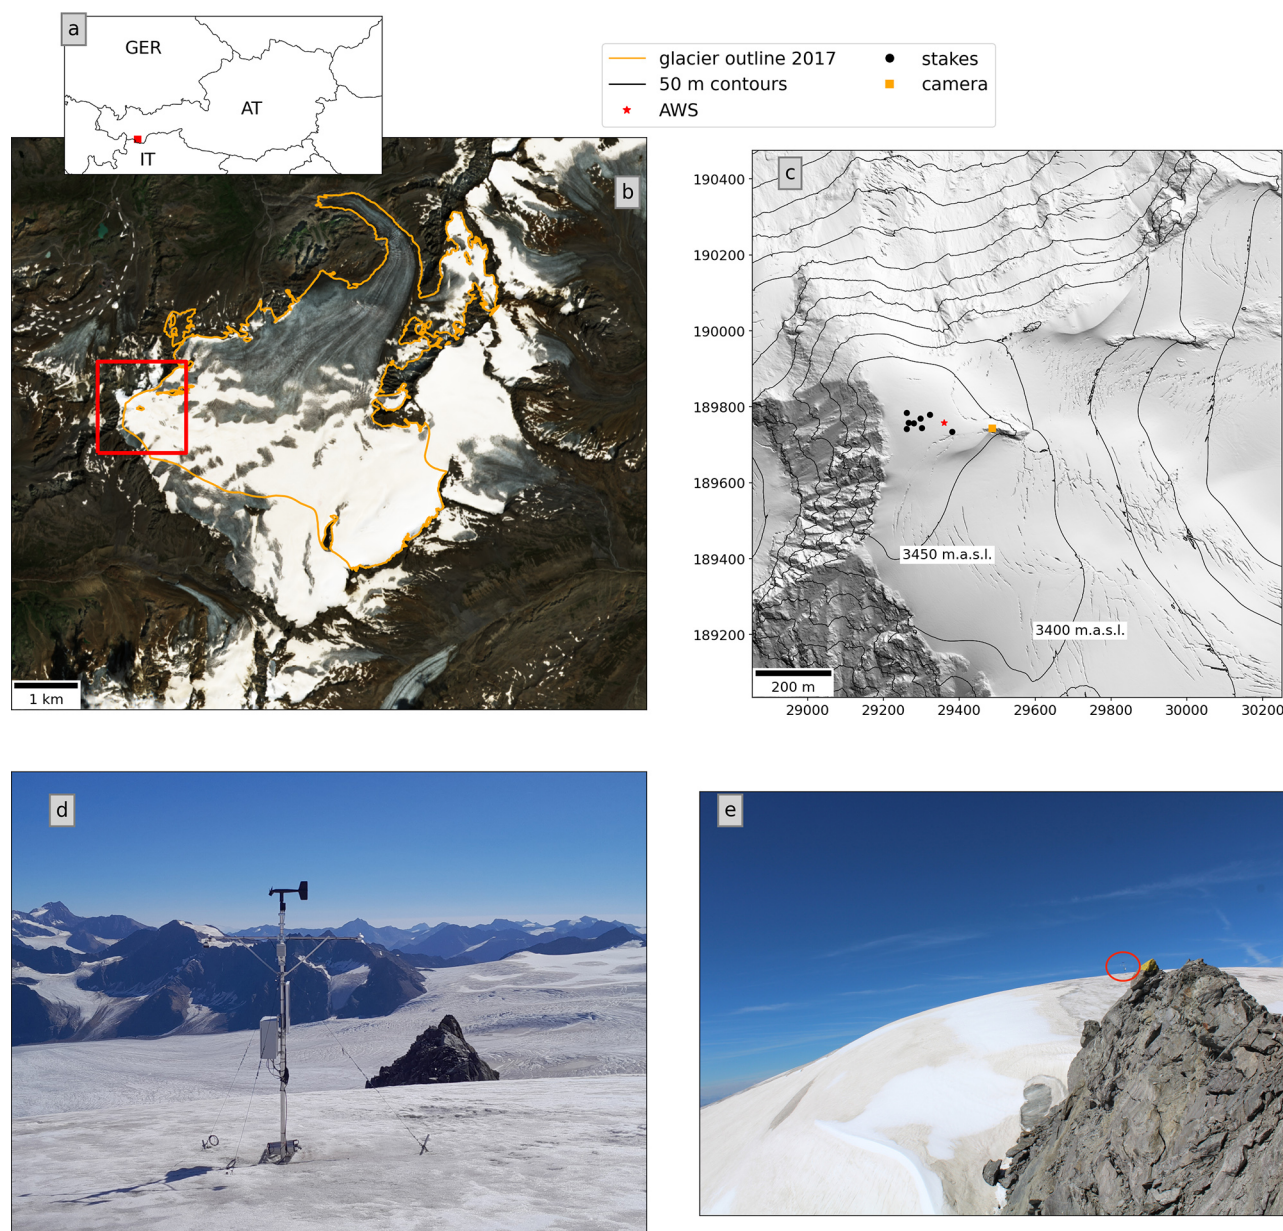 a
GER
AT
IT
glacier outline 2017
50 m contours
AWS
stakes
camera
b
1 km
c
190400
190200
190000
189800
189600
189400
189200
3450 m.a.s.l.
3400 m.a.s.l.
200 m
29000 29200 29400 29600 29800 30000 30200
d
e